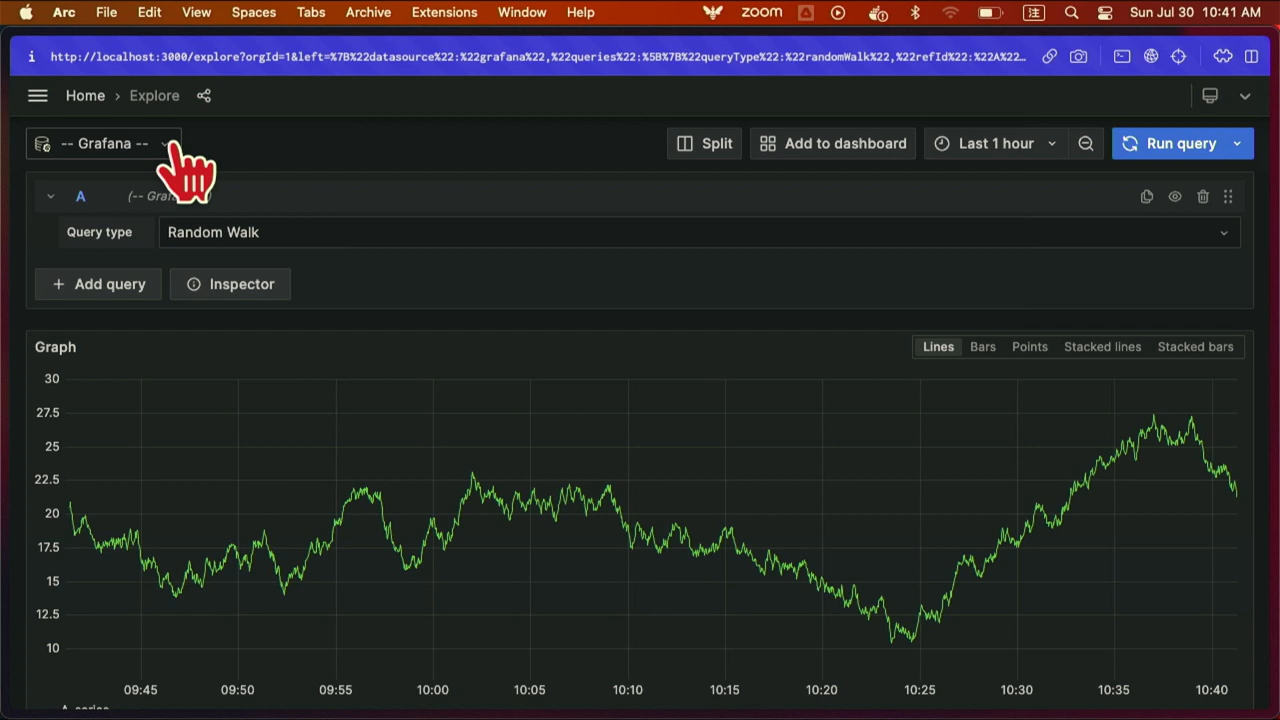 Arc File Edit View Spaces Tabs Archive Extensions Window Help zoom 注 Sun Jul 30 10:41 AM
http://localhost:3000/explore?orgId=1&left=%7B%22datasource%22:%22grafana%22,%22queries%22:%5B%7B%22queryType%22:%22randomWalk%22,%22refId%22:%22A%22...
Home › Explore
-- Grafana -- Split Add to dashboard Last 1 hour Run query
A (-- Gra )
Query type Random Walk
+ Add query Inspector
Graph Lines Bars Points Stacked lines Stacked bars
30
27.5
25
22.5
20
17.5
15
12.5
10
09:45 09:50 09:55 10:00 10:05 10:10 10:15 10:20 10:25 10:30 10:35 10:40
A-series